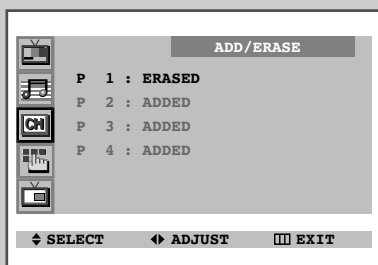 ADD/ERASE
P 1 : ERASED
P 2 : ADDED
P 3 : ADDED
P 4 : ADDED
CH
SELECT ADJUST EXIT